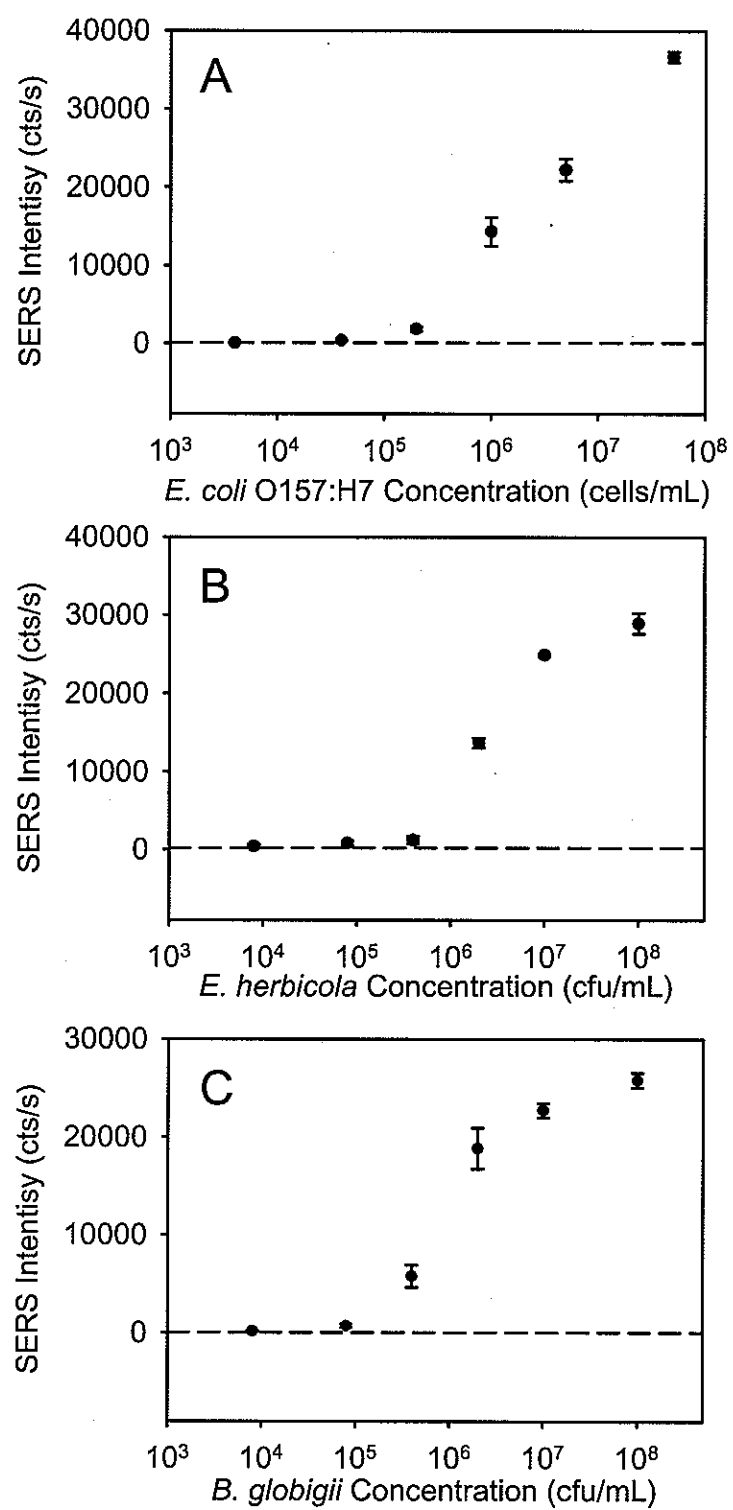 A
SERS Intentisy (cts/s)
40000
30000
20000
10000
0
10³ 10⁴ 10⁵ 10⁶ 10⁷ 10⁸
E. coli O157:H7 Concentration (cells/mL)
B
SERS Intentisy (cts/s)
40000
30000
20000
10000
0
10³ 10⁴ 10⁵ 10⁶ 10⁷ 10⁸
E. herbicola Concentration (cfu/mL)
C
SERS Intentisy (cts/s)
30000
20000
10000
0
10³ 10⁴ 10⁵ 10⁶ 10⁷ 10⁸
B. globigii Concentration (cfu/mL)